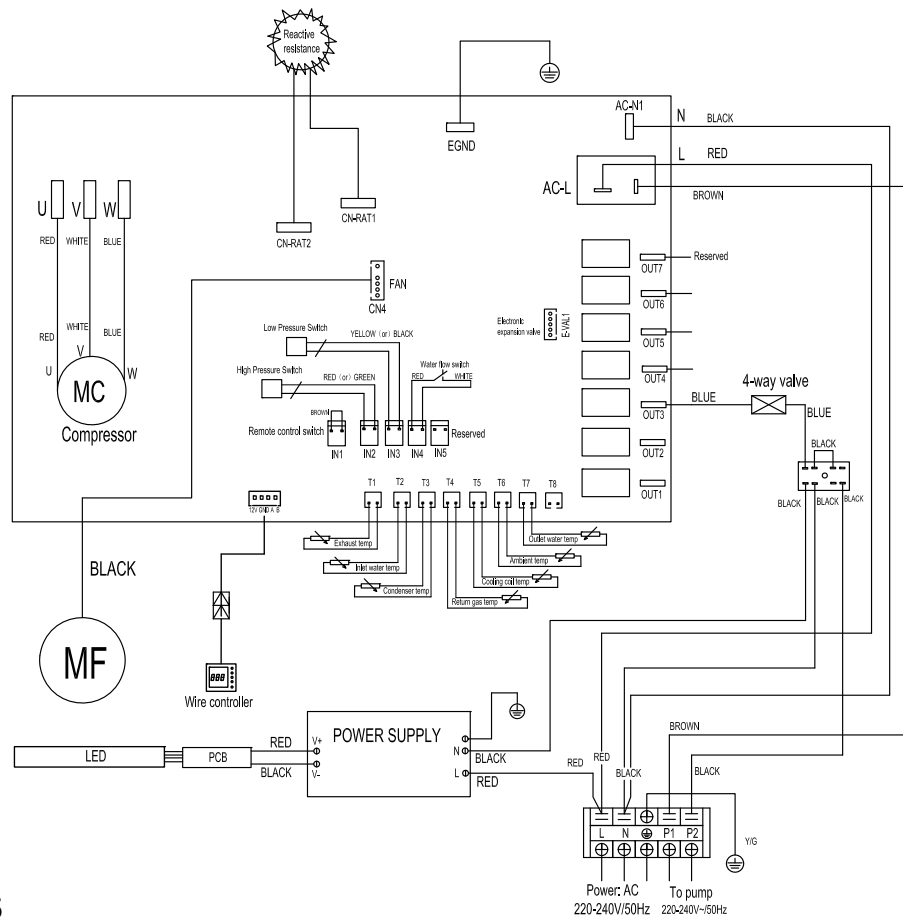 Reactive
resistance
AC-N1
N
BLACK
EGND
L
RED
AC-L
BROWN
U
V
W
CN-RAT1
CN-RAT2
RED
WHITE
BLUE
OUT7
Reserved
FAN
CN4
OUT6
Electronic
expansion valve
E-VAL1
Low Pressure Switch
YELLOW (or) BLACK
OUT5
RED
WHITE
BLUE
V
U
W
MC
Compressor
High Pressure Switch
RED (or) GREEN
Water flow switch
RED
WHITE
OUT4
4-way valve
BLUE
OUT3
BLUE
BROWN
Remote control switch
Reserved
IN1
IN2
IN3
IN4
IN5
OUT2
BLACK
OUT1
BLACK
BLACK
BLACK
T1
T2
T3
T4
T5
T6
T7
T8
12V GND A B
Exhaust temp
Outlet water temp
Inlet water temp
Ambient temp
Condenser temp
Cooling coil temp
Return gas temp
BLACK
MF
Wire controller
POWER SUPPLY
V+
V-
N
L
LED
PCB
RED
BLACK
BLACK
RED
RED
RED
BLACK
BROWN
BLACK
L
N
P1
P2
Y/G
Power: AC
220-240V/50Hz
To pump
220-240V~/50Hz